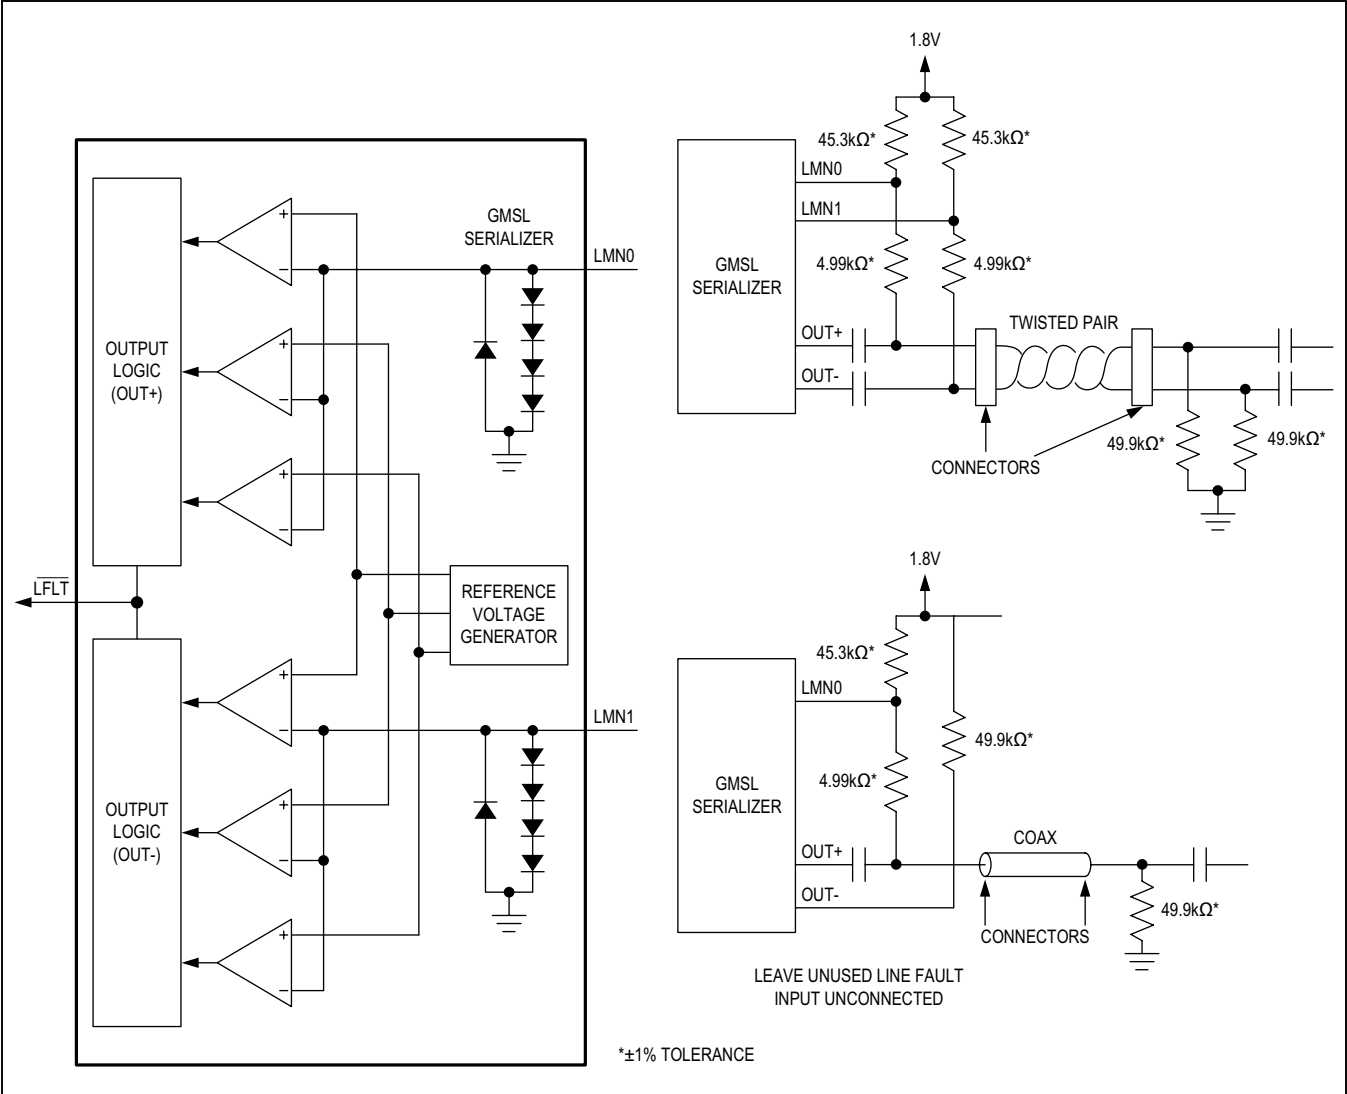 GMSL
SERIALIZER
LMN0
OUTPUT
LOGIC
(OUT+)
+
−
+
−
+
−
LFLT
REFERENCE
VOLTAGE
GENERATOR
OUTPUT
LOGIC
(OUT-)
+
−
+
−
+
−
LMN1
1.8V
45.3kΩ*
45.3kΩ*
LMN0
LMN1
4.99kΩ*
4.99kΩ*
GMSL
SERIALIZER
OUT+
OUT-
TWISTED PAIR
CONNECTORS
49.9kΩ*
49.9kΩ*
1.8V
45.3kΩ*
LMN0
49.9kΩ*
4.99kΩ*
GMSL
SERIALIZER
OUT+
OUT-
COAX
CONNECTORS
49.9kΩ*
LEAVE UNUSED LINE FAULT
INPUT UNCONNECTED
*±1% TOLERANCE